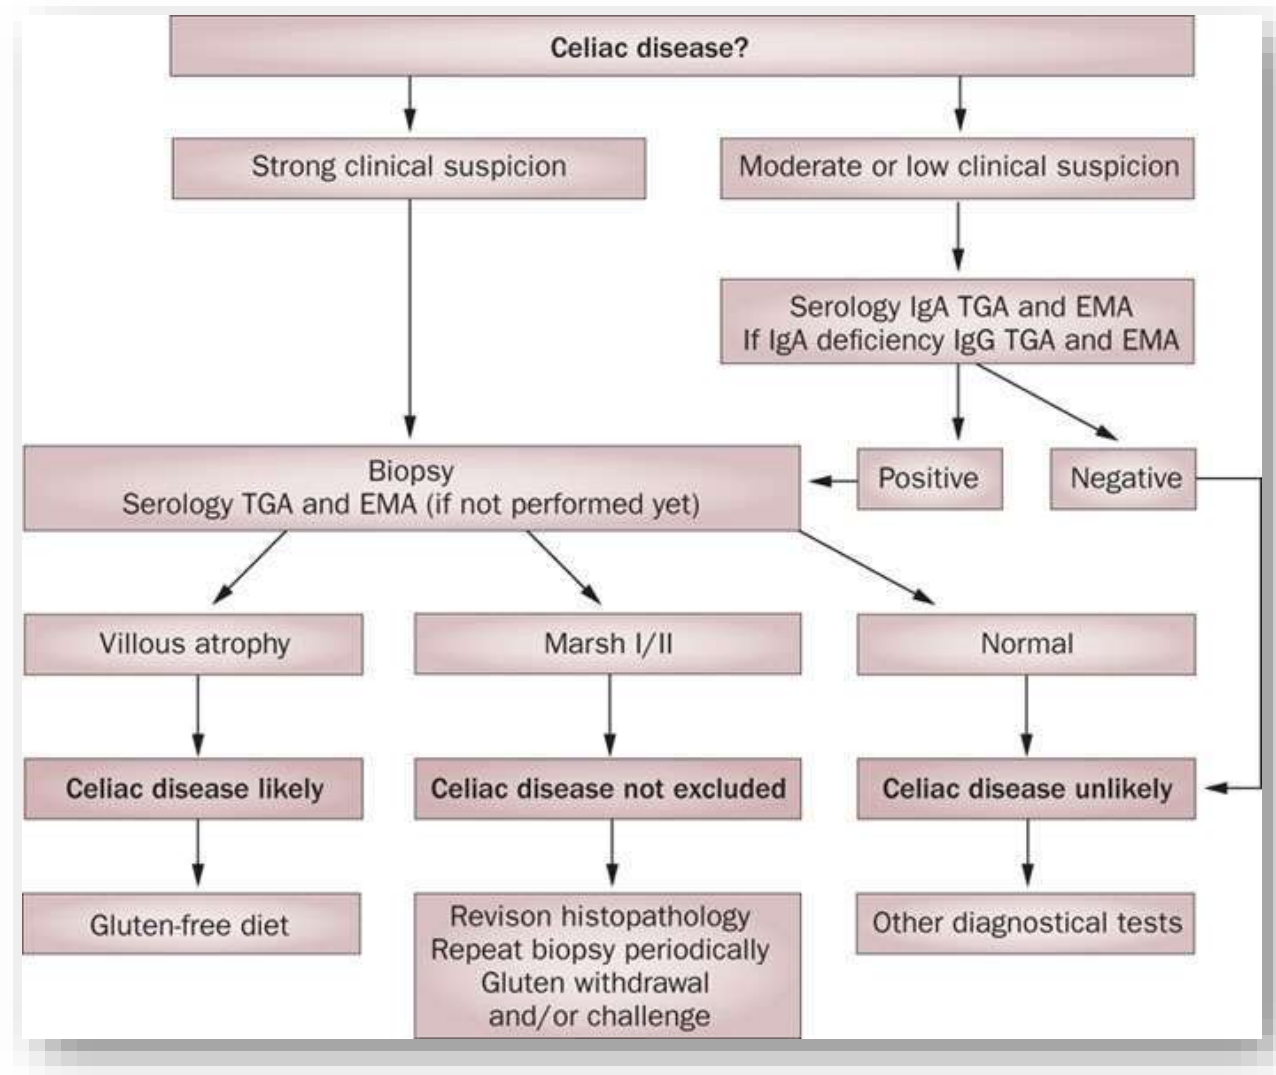 Celiac disease?
Strong clinical suspicion
Moderate or low clinical suspicion
Serology IgA TGA and EMA
If IgA deficiency IgG TGA and EMA
Biopsy
Serology TGA and EMA (if not performed yet)
Positive
Negative
Villous atrophy
Marsh I/II
Normal
Celiac disease likely
Celiac disease not excluded
Celiac disease unlikely
Gluten-free diet
Revison histopathology
Repeat biopsy periodically
Gluten withdrawal
and/or challenge
Other diagnostical tests